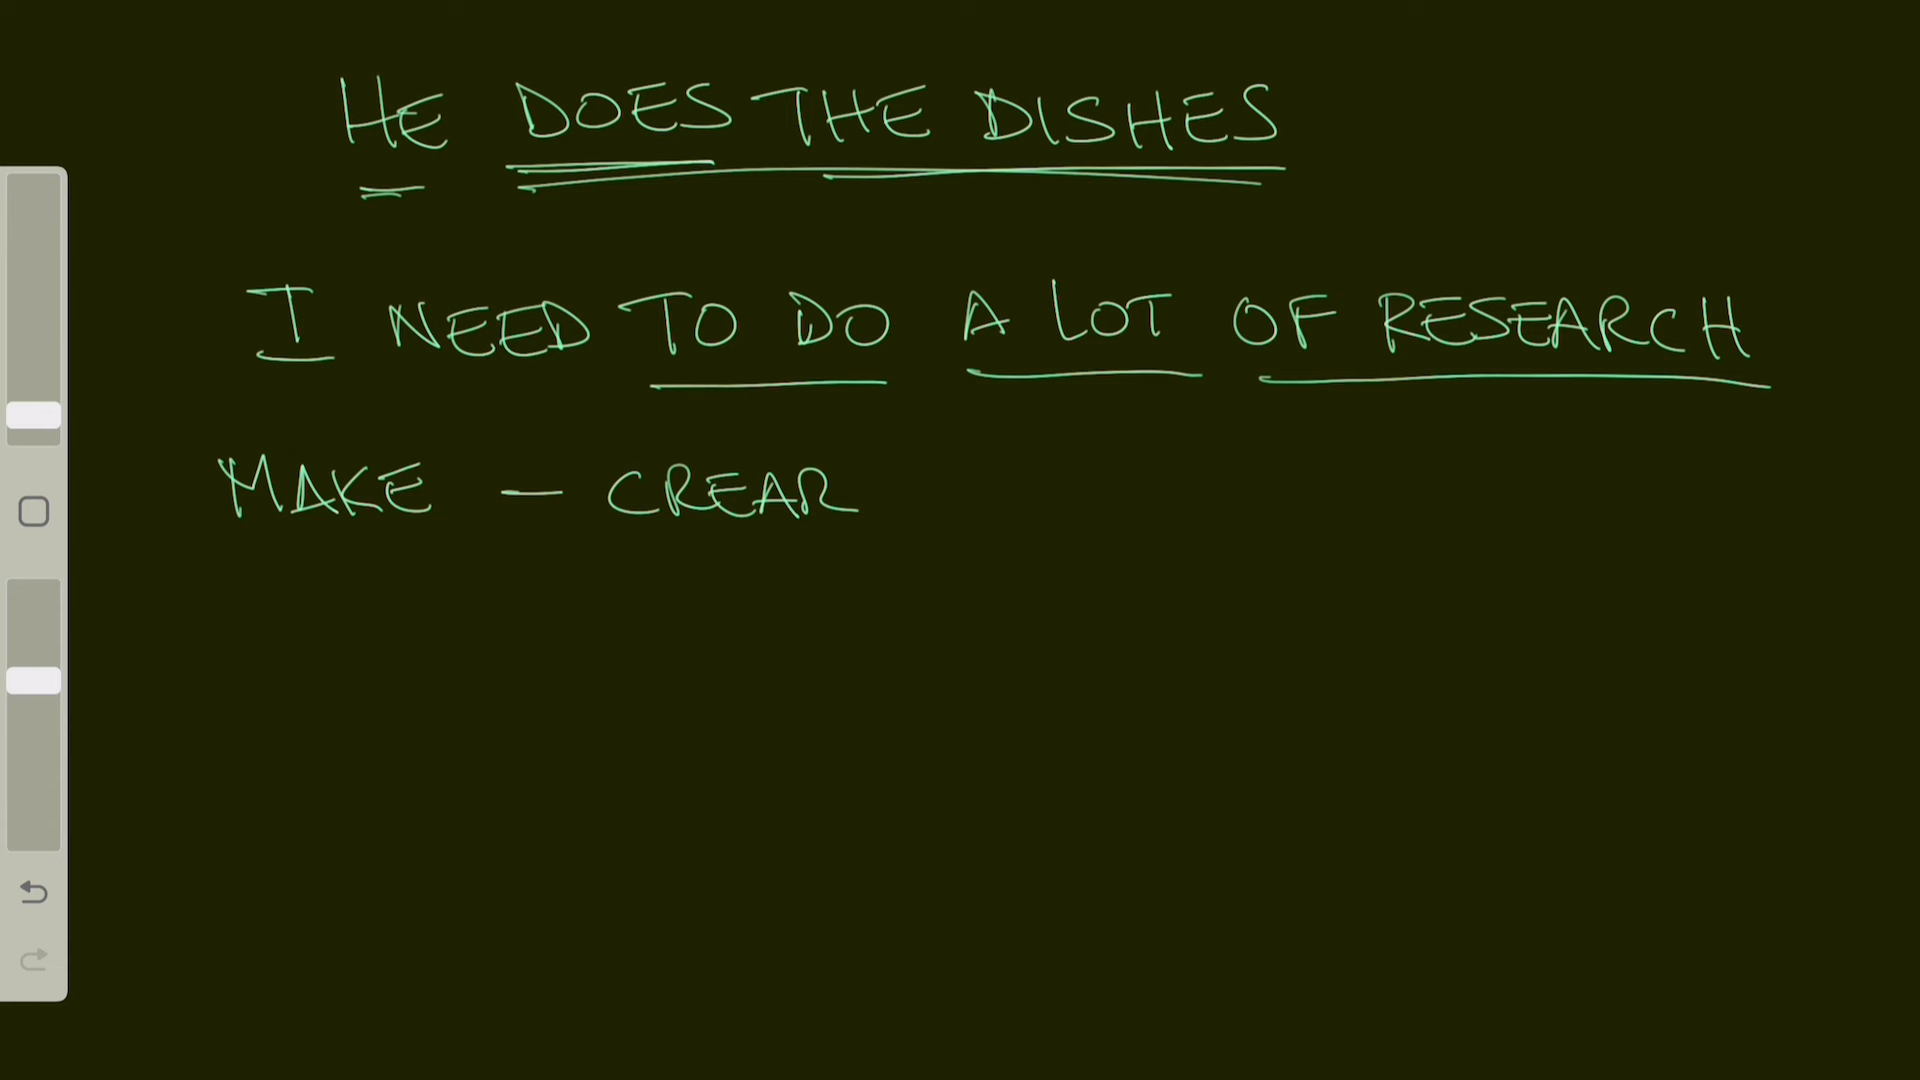 HE DOES THE DISHES
I NEED TO DO A LOT OF RESEARCH
MAKE - CREAR